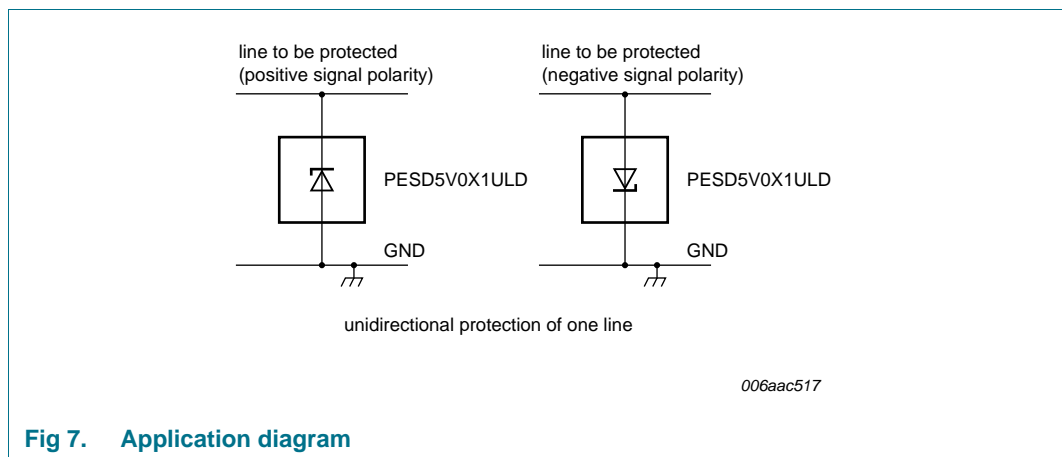 line to be protected
(positive signal polarity)
PESD5V0X1ULD
GND
line to be protected
(negative signal polarity)
PESD5V0X1ULD
GND
unidirectional protection of one line
006aac517
Fig 7. Application diagram